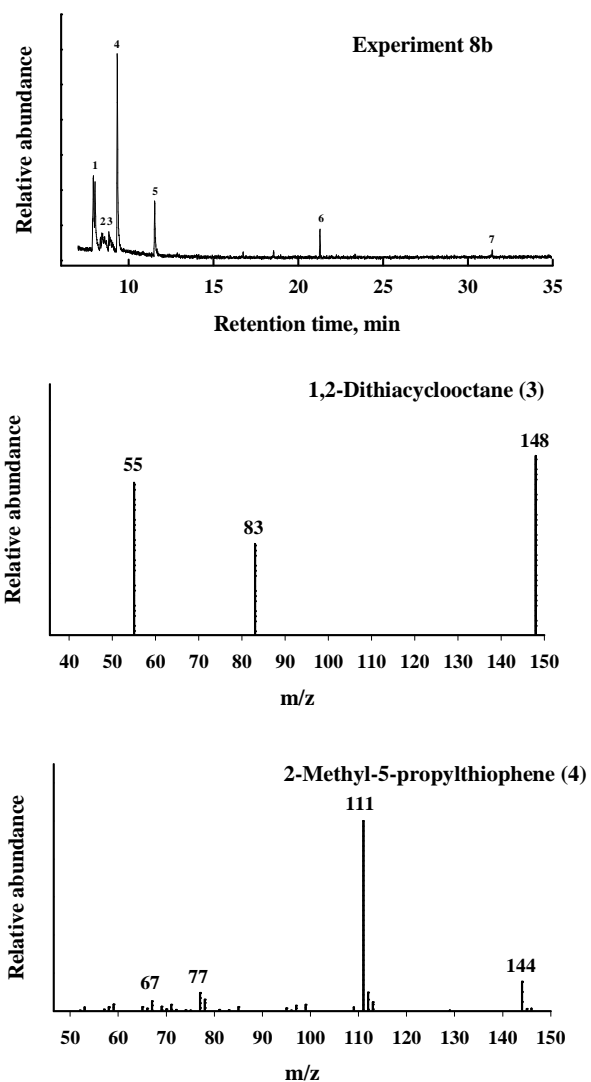 Experiment 8b
Relative abundance
1
2 3
4
5
6
7
10 15 20 25 30 35
Retention time, min
1,2-Dithiacyclooctane (3)
Relative abundance
55
83
148
40 50 60 70 80 90 100 110 120 130 140 150
m/z
2-Methyl-5-propylthiophene (4)
Relative abundance
67
77
111
144
50 60 70 80 90 100 110 120 130 140 150
m/z